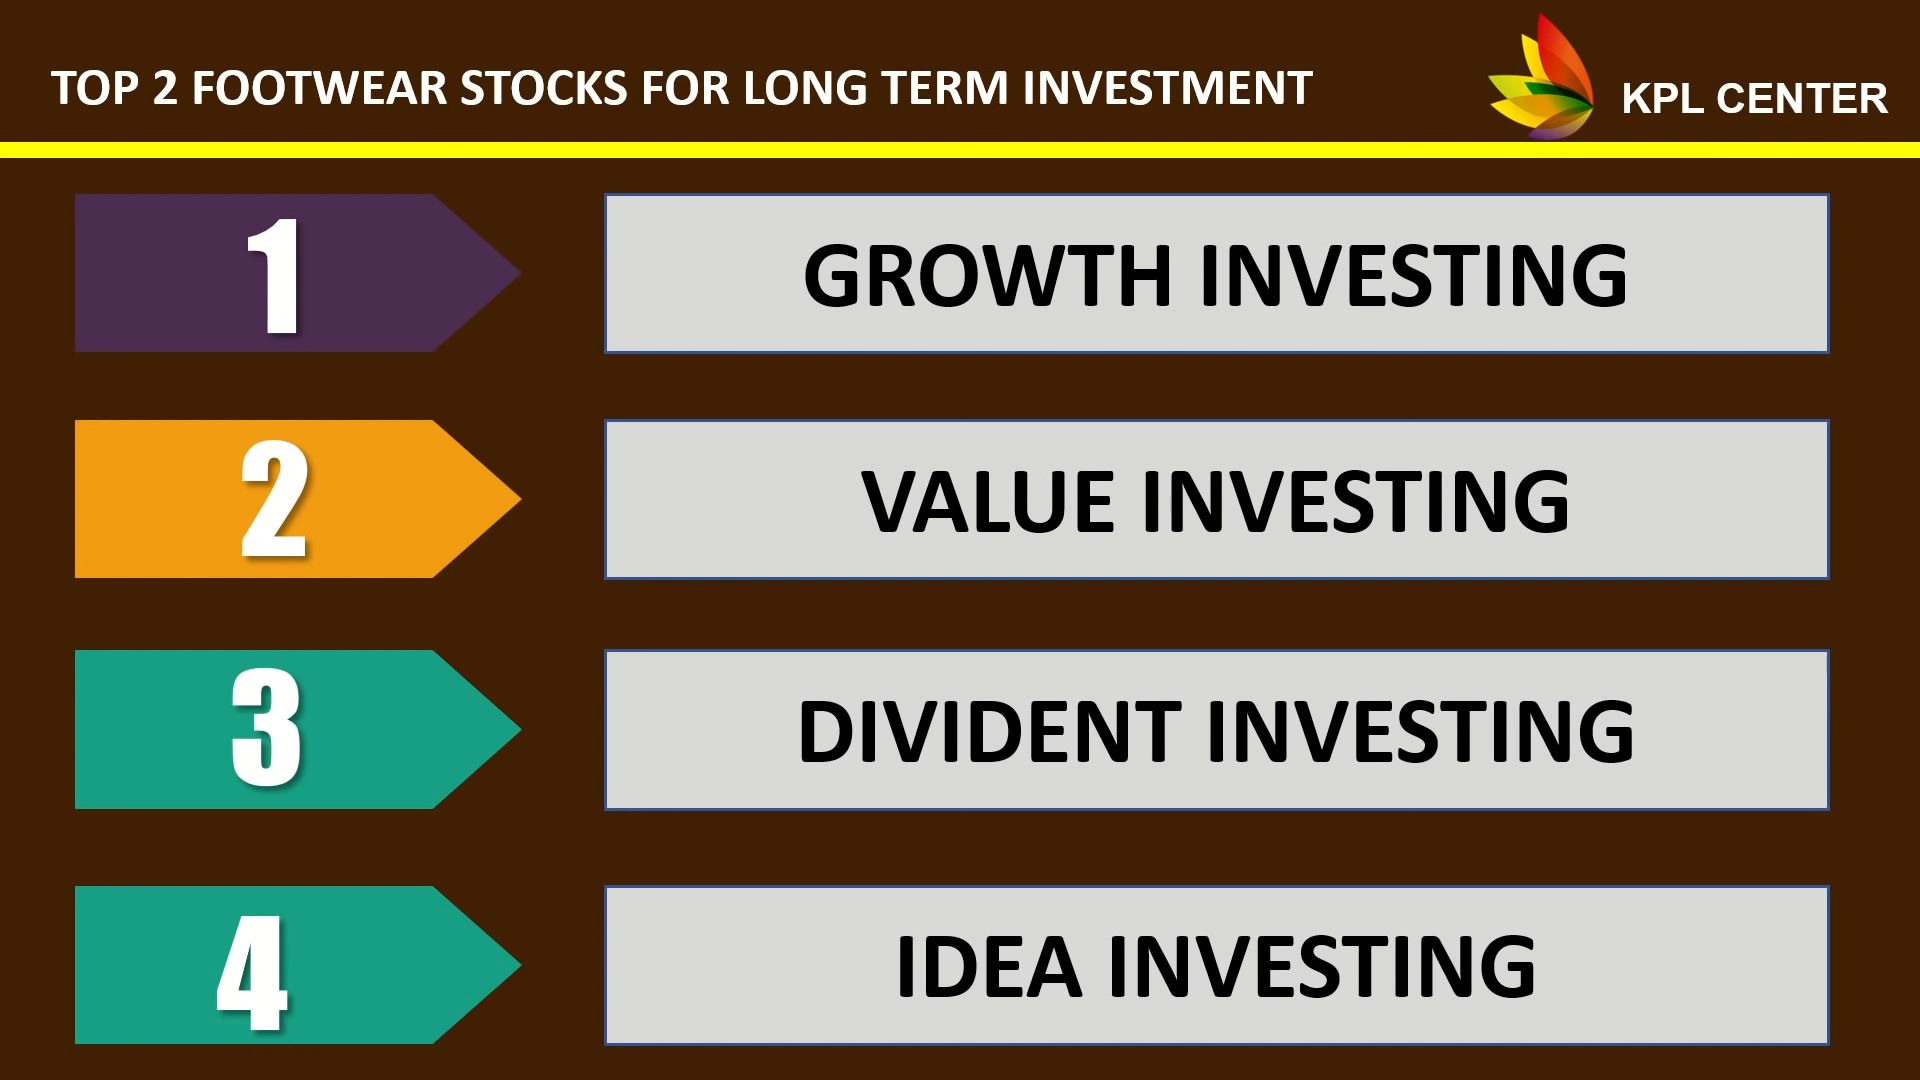 TOP 2 FOOTWEAR STOCKS FOR LONG TERM INVESTMENT
KPL CENTER
1
GROWTH INVESTING
2
VALUE INVESTING
3
DIVIDENT INVESTING
4
IDEA INVESTING